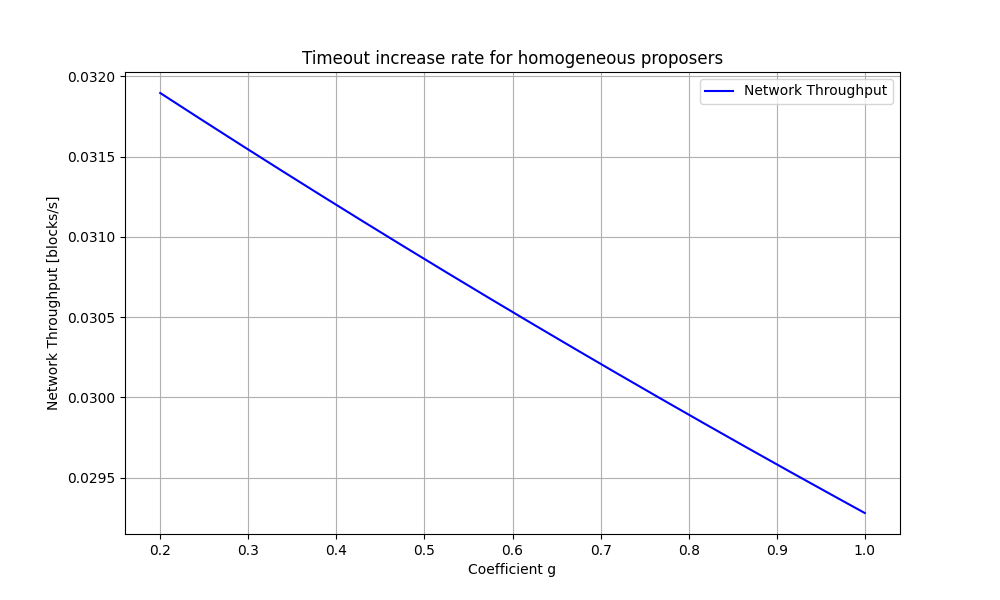 Timeout increase rate for homogeneous proposers
Network Throughput
Network Throughput [blocks/s]
0.0320
0.0315
0.0310
0.0305
0.0300
0.0295
0.2 0.3 0.4 0.5 0.6 0.7 0.8 0.9 1.0
Coefficient g